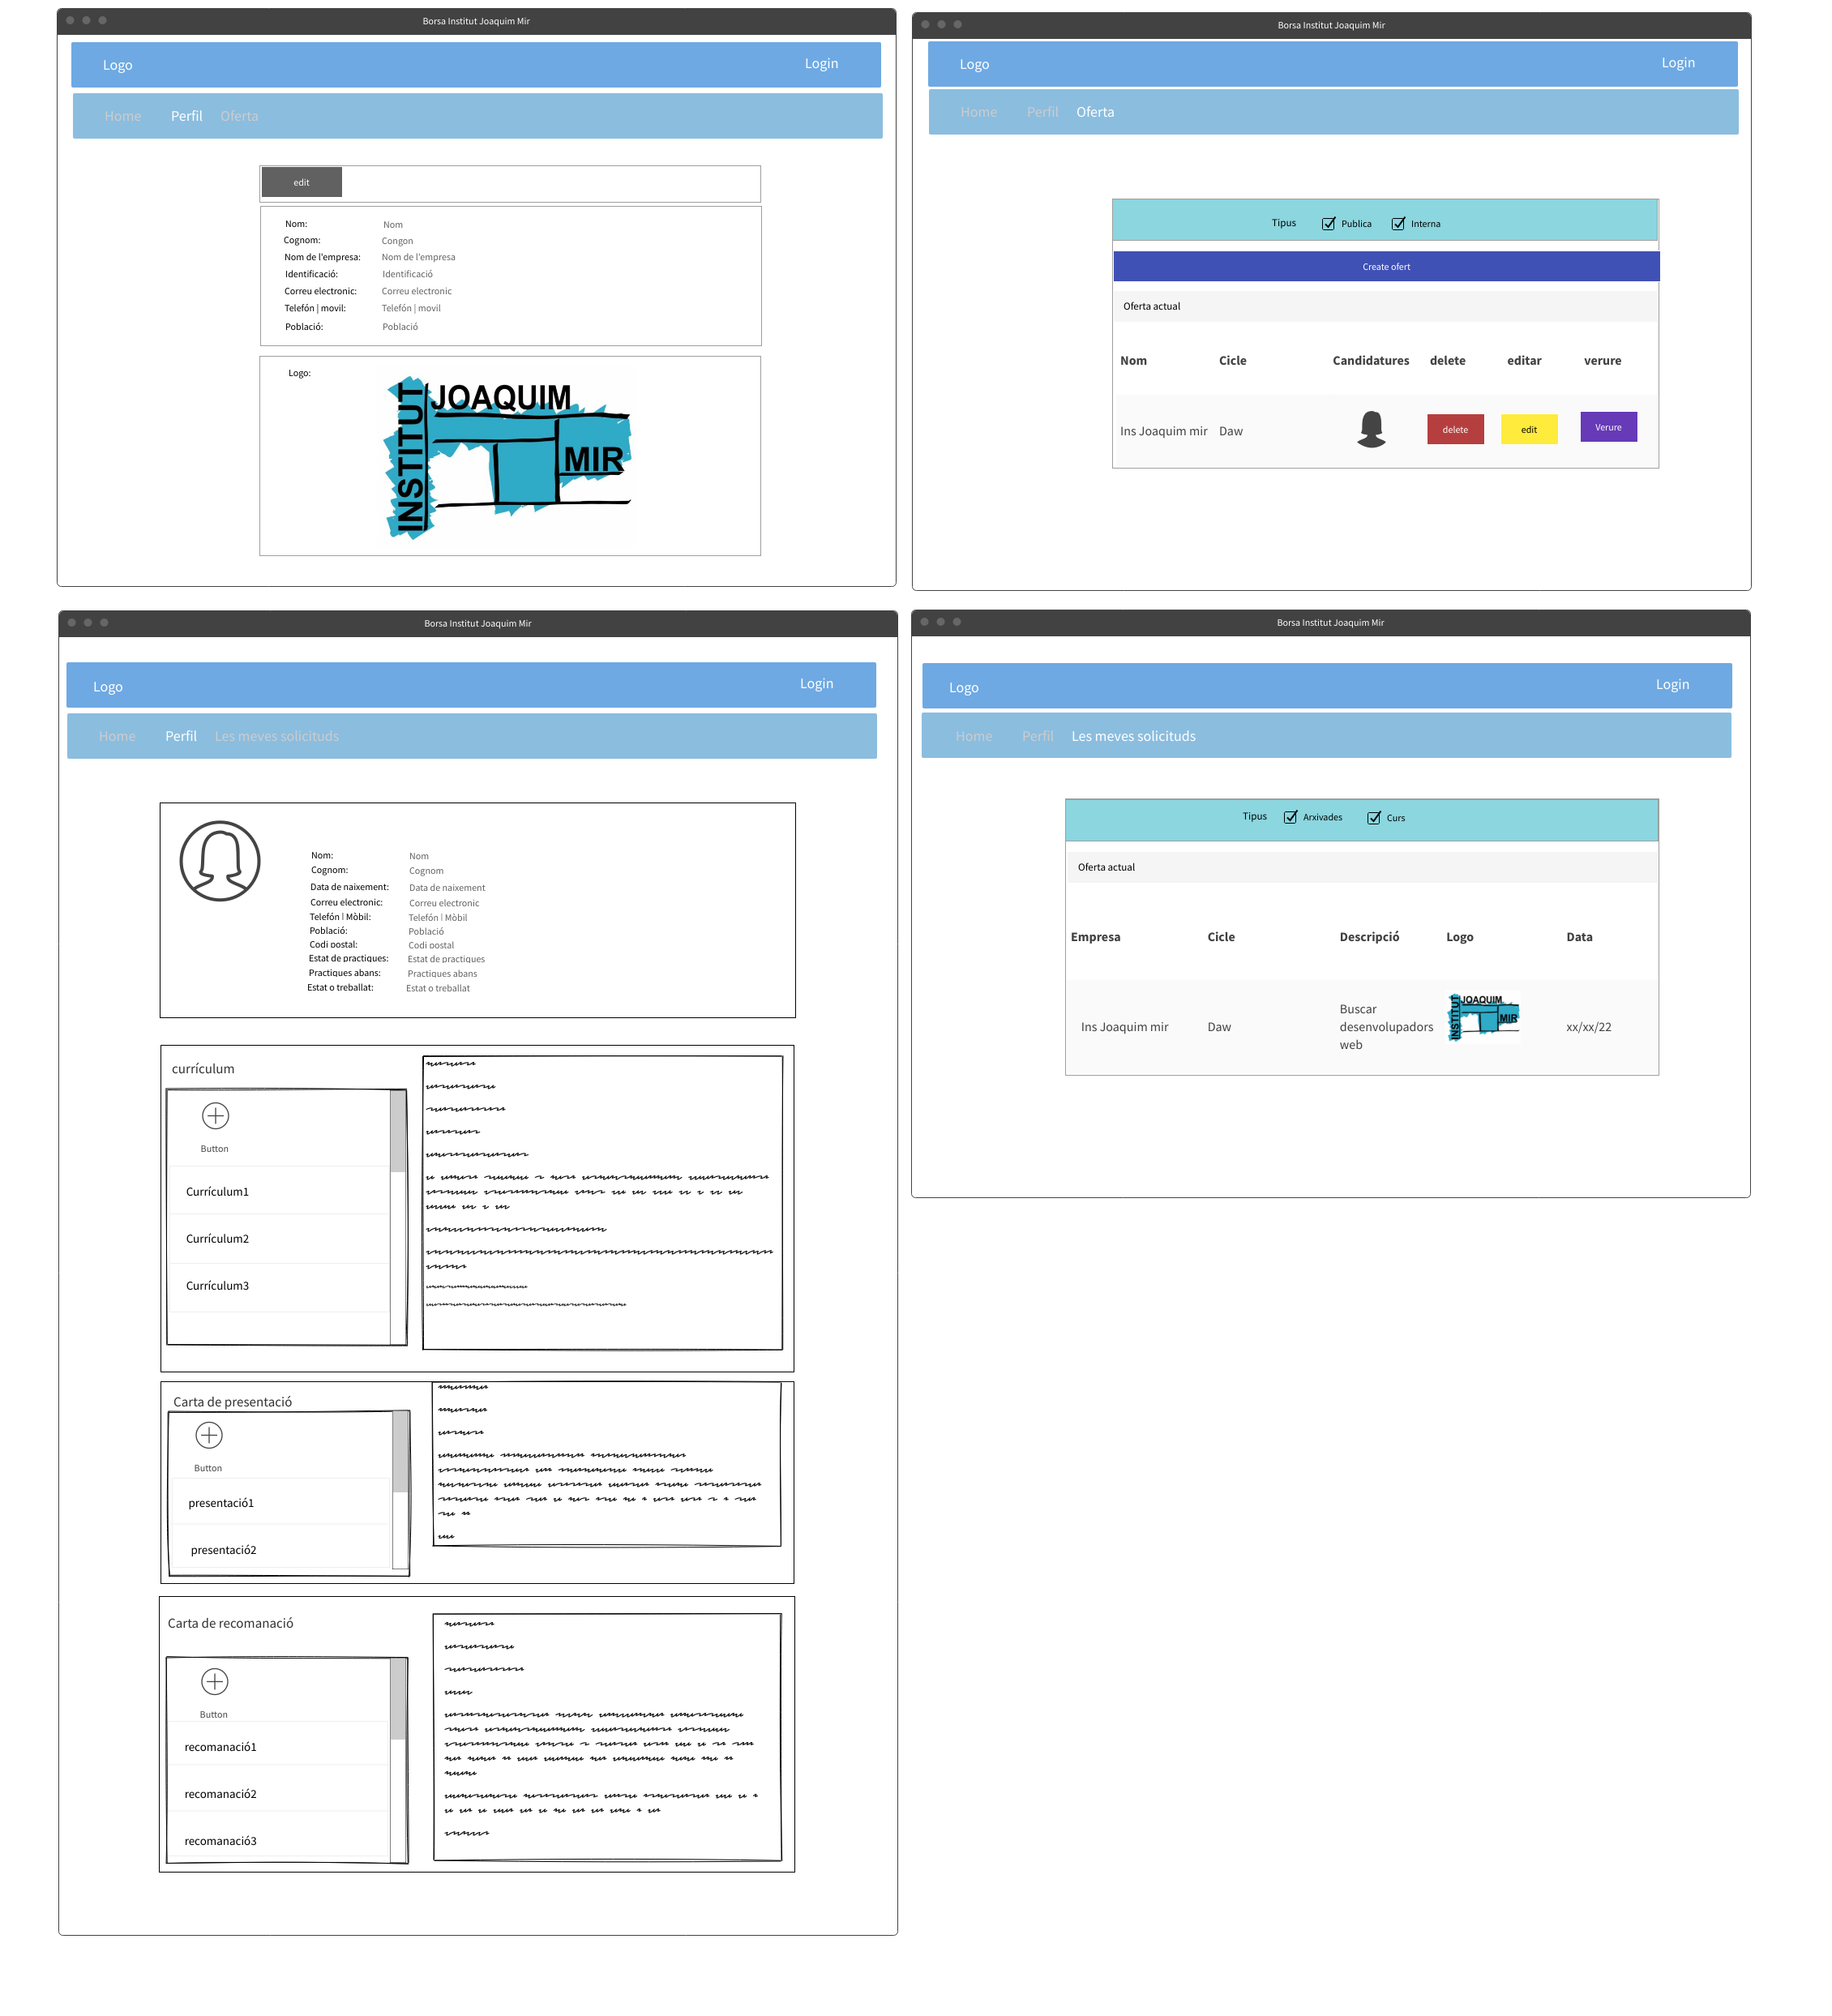 Borsa Institut Joaquim Mir
Logo
Login
Home Perfil Oferta
edit
Nom: Nom
Cognom: Congon
Nom de l'empresa: Nom de l'empresa
Identificació: Identificació
Correu electronic: Correu electronic
Telefón | movil: Telefón | movil
Població: Població
Logo:
INSTITUT
JOAQUIM
MIR
Borsa Institut Joaquim Mir
Logo
Login
Home Perfil Oferta
Tipus Publica Interna
Create ofert
Oferta actual
Nom Cicle Candidatures delete editar verure
Ins Joaquim mir Daw delete edit Verure
Borsa Institut Joaquim Mir
Logo
Login
Home Perfil Les meves solicituds
Nom: Nom
Cognom: Cognom
Data de naixement: Data de naixement
Correu electronic: Correu electronic
Telefón | Mòbil: Telefón | Mòbil
Població: Població
Codi postal: Codi postal
Estat de practiques: Estat de practiques
Practiques abans: Practiques abans
Estat o treballat: Estat o treballat
currículum
Button
Currículum1
Currículum2
Currículum3
Carta de presentació
Button
presentació1
presentació2
Carta de recomanació
Button
recomanació1
recomanació2
recomanació3
Borsa Institut Joaquim Mir
Logo
Login
Home Perfil Les meves solicituds
Tipus Arxivades Curs
Oferta actual
Empresa Cicle Descripció Logo Data
Ins Joaquim mir Daw
Buscar
desenvolupadors
web
INSTITUT
JOAQUIM
MIR
xx/xx/22